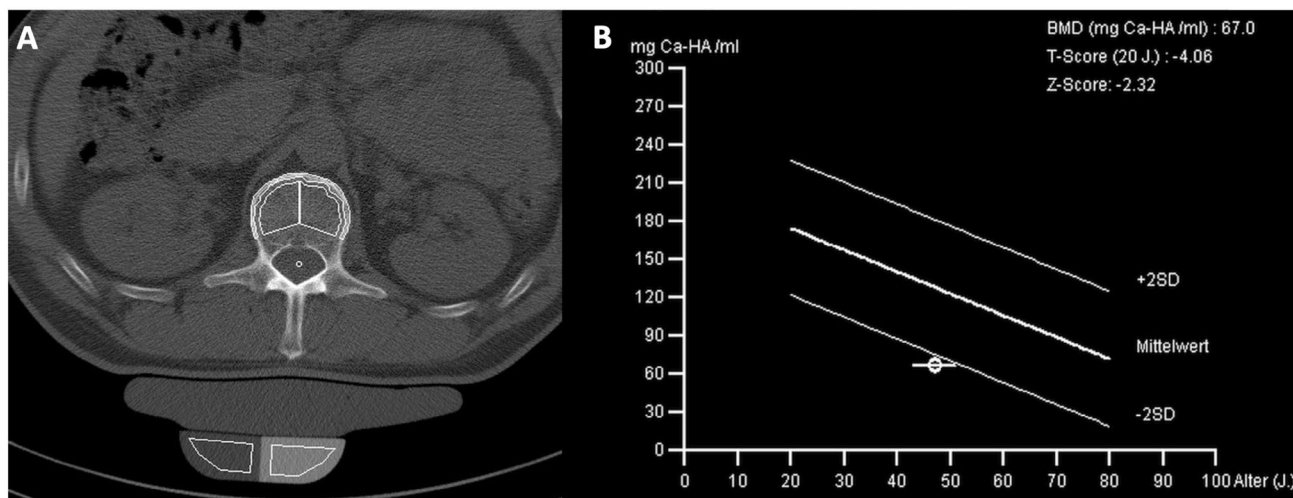 A
B
BMD (mg Ca-HA/ml) : 67.0
T-Score (20 J.) : -4.06
Z-Score: -2.32
mg Ca-HA/ml
300
270
240
210
180
150
120
90
60
30
0
+2SD
Mittelwert
-2SD
0 10 20 30 40 50 60 70 80 90 100 Alter (J.)